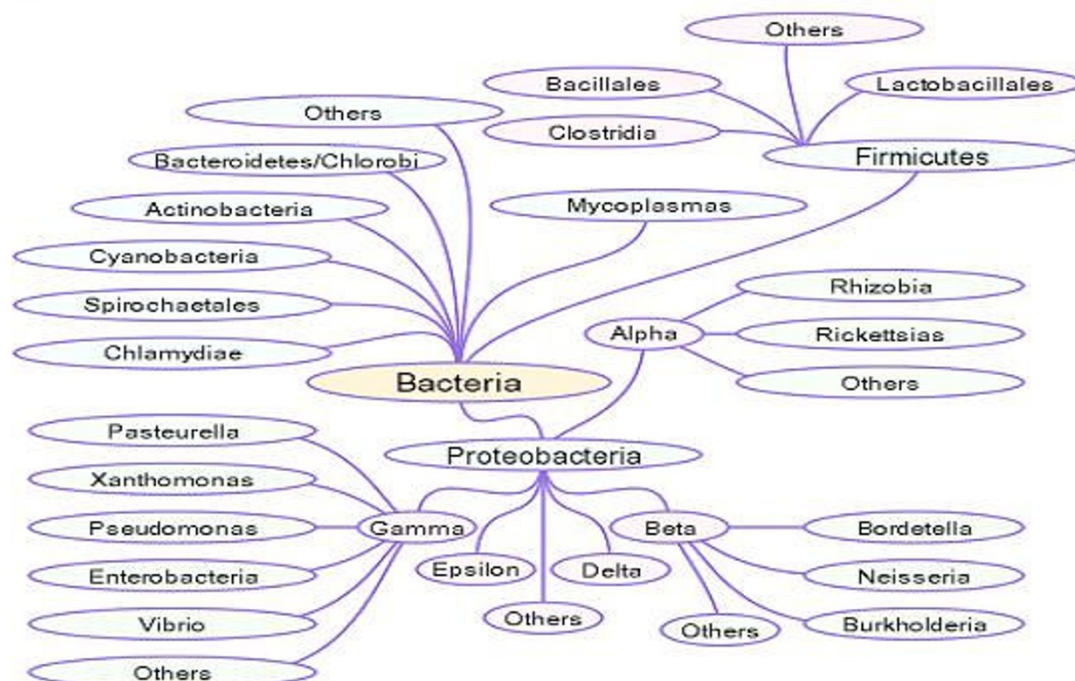 Others
Bacillales
Lactobacillales
Clostridia
Firmicutes
Others
Bacteroidetes/Chlorobi
Actinobacteria
Mycoplasmas
Cyanobacteria
Spirochaetales
Chlamydiae
Rhizobia
Alpha
Rickettsias
Others
Bacteria
Proteobacteria
Pasteurella
Xanthomonas
Pseudomonas
Gamma
Enterobacteria
Vibrio
Others
Epsilon
Others
Delta
Beta
Bordetella
Neisseria
Burkholderia
Others